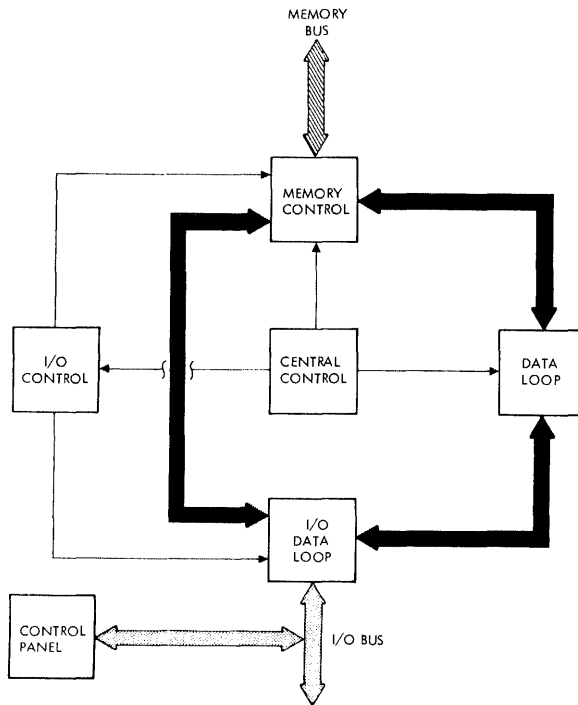 MEMORY
BUS
MEMORY
CONTROL
I/O
CONTROL
CENTRAL
CONTROL
DATA
LOOP
I/O
DATA
LOOP
CONTROL
PANEL
I/O BUS